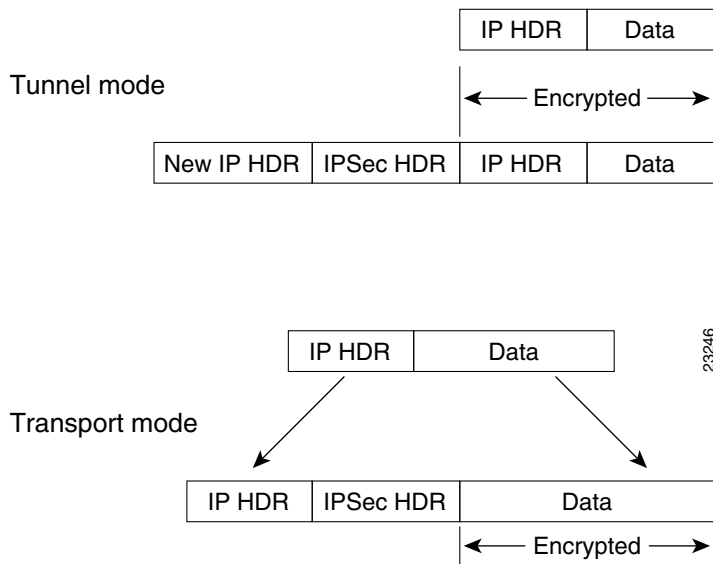 IP HDR Data
Tunnel mode
Encrypted
New IP HDR IPSec HDR IP HDR Data
IP HDR Data
23246
Transport mode
IP HDR IPSec HDR Data
Encrypted